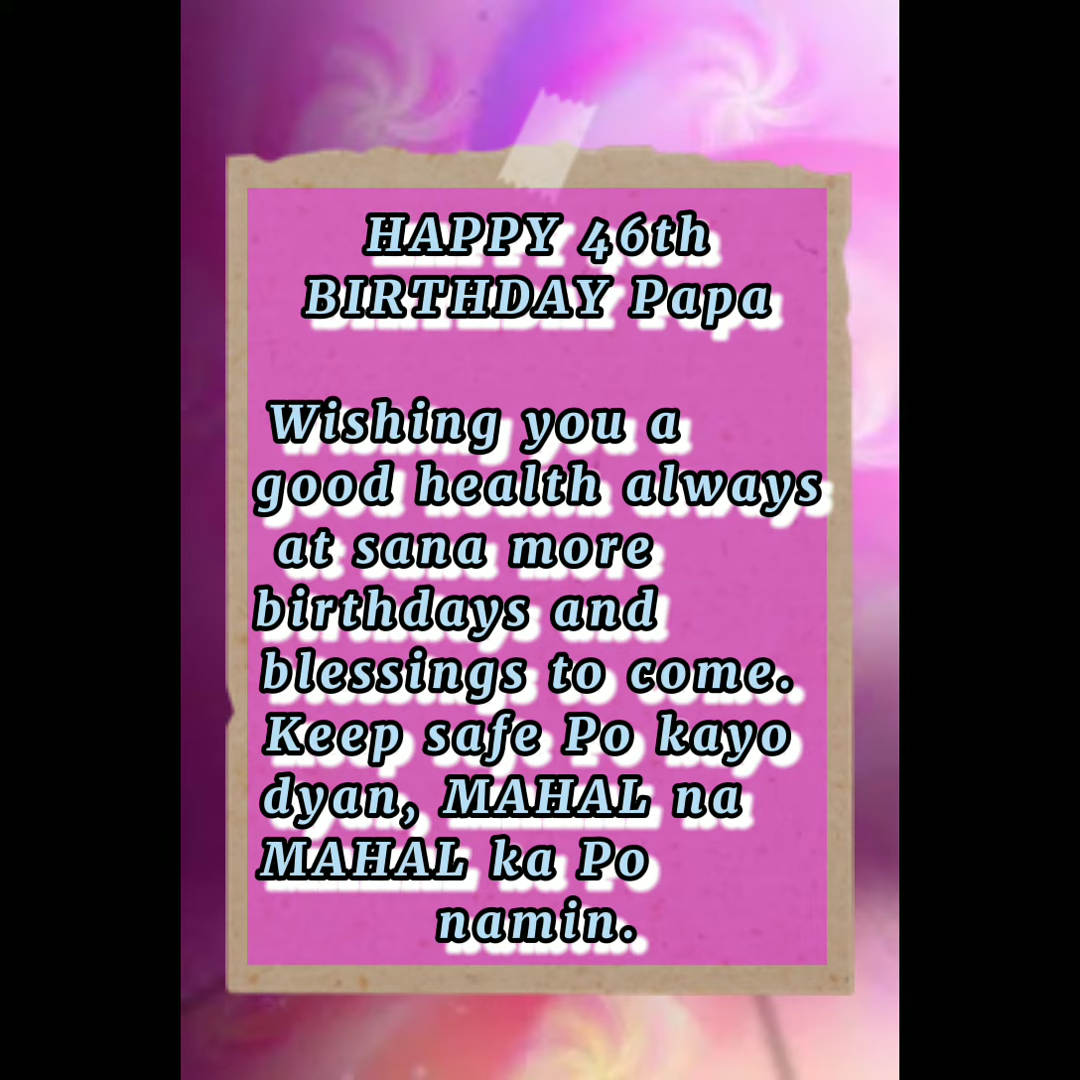 HAPPY 46th
BIRTHDAY Papa
Wishing you a
good health always
at sana more
birthdays and
blessings to come.
Keep safe Po kayo
dyan, MAHAL na
MAHAL ka Po
namin.